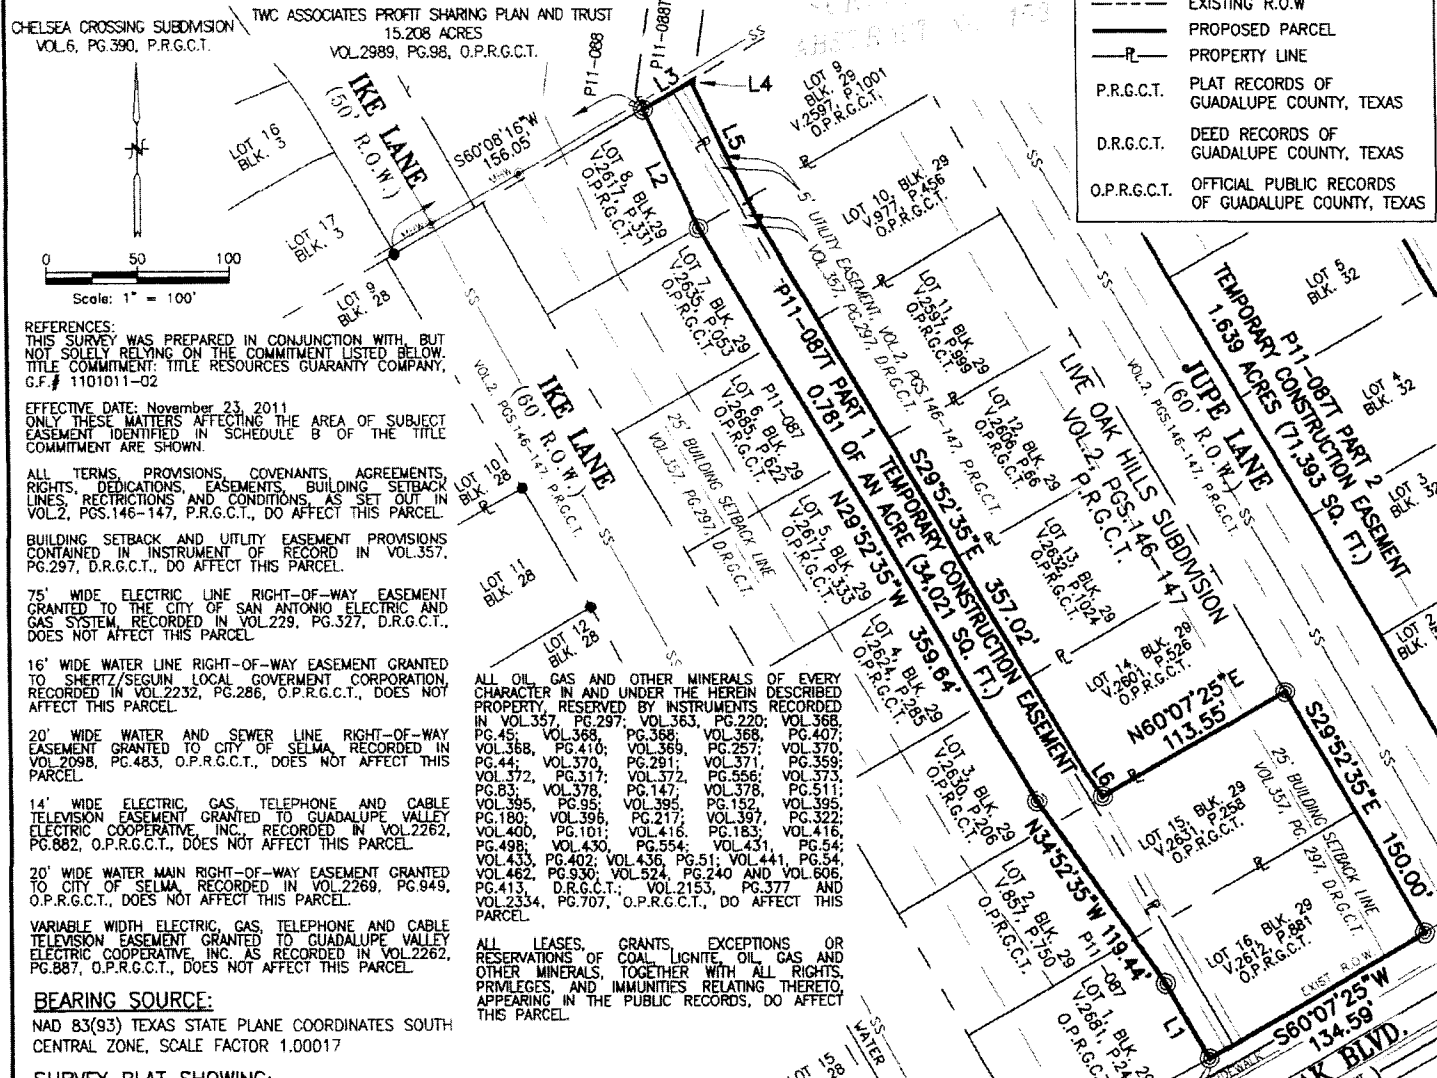 CHELSEA CROSSING SUBDIVISION
VOL.6, PG.390, P.R.G.C.T.
TWC ASSOCIATES PROFIT SHARING PLAN AND TRUST
15.208 ACRES
VOL.2989, PG.98, O.P.R.G.C.T.
P11-088
P11-088T
EXISTING R.O.W
PROPOSED PARCEL
PROPERTY LINE
P.R.G.C.T. PLAT RECORDS OF
GUADALUPE COUNTY, TEXAS
D.R.G.C.T. DEED RECORDS OF
GUADALUPE COUNTY, TEXAS
O.P.R.G.C.T. OFFICIAL PUBLIC RECORDS
OF GUADALUPE COUNTY, TEXAS
N
0 50 100
Scale: 1" = 100'
IKE LANE
(50' R.O.W.)
LOT 16
BLK. 3
LOT 17
BLK. 3
LOT 9
BLK. 28
S60°08'16"W
156.05'
L3
L4
L5
L2
SS
LOT 8, BLK. 29
V.2617, P.331
O.P.R.G.C.T.
LOT 9
BLK. 29
V.2597, P.1001
O.P.R.G.C.T.
LOT 10, BLK. 29
V.977, P.456
O.P.R.G.C.T.
5' UTILITY EASEMENT, VOL.2, PGS.146-147, P.R.G.C.T.
VOL.357, PG.297, D.R.G.C.T.
LOT 7, BLK. 29
V.2635, P.053
O.P.R.G.C.T.
LOT 11, BLK. 29
V.2597, P.999
O.P.R.G.C.T.
P11-087T PART 1 TEMPORARY CONSTRUCTION EASEMENT
0.781 OF AN ACRE (34,021 SQ. FT.)
S29°52'35"E 357.02'
N29°52'35"W 359.64'
P11-087
LOT 6, BLK. 29
V.2685, P.622
O.P.R.G.C.T.
LOT 12, BLK. 29
V.2606, P.166
O.P.R.G.C.T.
LOT 5, BLK. 29
V.2617, P.333
O.P.R.G.C.T.
LOT 13, BLK. 29
V.2632, P.1024
O.P.R.G.C.T.
LOT 4, BLK. 29
V.2624, P.285
O.P.R.G.C.T.
LOT 14, BLK. 29
V.2601, P.526
O.P.R.G.C.T.
LIVE OAK HILLS SUBDIVISION
VOL.2, PGS.146-147
P.R.G.C.T.
JUPE LANE
(60' R.O.W.)
VOL.2, PGS.146-147, P.R.G.C.T.
P11-087T PART 2
TEMPORARY CONSTRUCTION EASEMENT
1.639 ACRES (71,393 SQ. FT.)
LOT 5
BLK. 32
LOT 4
BLK. 32
IKE LANE
(60' R.O.W.)
VOL.2, PGS.146-147, P.R.G.C.T.
25' BUILDING SETBACK LINE
VOL.357, PG.297, D.R.G.C.T.
LOT 10
BLK. 28
LOT 11
BLK. 28
LOT 12
BLK. 28
N60°07'25"E
113.55'
L6
S29°52'35"E 150.00'
25' BUILDING SETBACK LINE
VOL.357, PG. 297, D.R.G.C.T.
LOT 3, BLK. 29
V.2630, P.206
O.P.R.G.C.T.
LOT 15, BLK. 29
V.2631, P.258
O.P.R.G.C.T.
N34°52'35"W 119.44'
LOT 2, BLK. 29
V.857, P.750
O.P.R.G.C.T.
LOT 16, BLK. 29
V.2612, P.881
O.P.R.G.C.T.
P11-087
LOT 1, BLK. 29
L1
EXIST R.O.W.
S60°07'25"W
134.59'
BLVD.
SS
WATER
LOT 15
REFERENCES:
THIS SURVEY WAS PREPARED IN CONJUNCTION WITH, BUT
NOT SOLELY RELYING ON THE COMMITMENT LISTED BELOW.
TITLE COMMITMENT: TITLE RESOURCES GUARANTY COMPANY,
G.F.# 1101011-02
EFFECTIVE DATE: November 23, 2011
ONLY THESE MATTERS AFFECTING THE AREA OF SUBJECT
EASEMENT IDENTIFIED IN SCHEDULE B OF THE TITLE
COMMITMENT ARE SHOWN.
ALL TERMS, PROVISIONS, COVENANTS, AGREEMENTS,
RIGHTS, DEDICATIONS, EASEMENTS, BUILDING SETBACK
LINES, RECTRICTIONS AND CONDITIONS, AS SET OUT IN
VOL.2, PGS.146-147, P.R.G.C.T., DO AFFECT THIS PARCEL.
BUILDING SETBACK AND UITLITY EASEMENT PROVISIONS
CONTAINED IN INSTRUMENT OF RECORD IN VOL.357,
PG.297, D.R.G.C.T., DO AFFECT THIS PARCEL.
75' WIDE ELECTRIC LINE RIGHT-OF-WAY EASEMENT
GRANTED TO THE CITY OF SAN ANTONIO ELECTRIC AND
GAS SYSTEM, RECORDED IN VOL.229, PG.327, D.R.G.C.T.,
DOES NOT AFFECT THIS PARCEL.
16' WIDE WATER LINE RIGHT-OF-WAY EASEMENT GRANTED
TO SHERTZ/SEGUIN LOCAL GOVERMENT CORPORATION,
RECORDED IN VOL.2232, PG.286, O.P.R.G.C.T., DOES NOT
AFFECT THIS PARCEL.
20' WIDE WATER AND SEWER LINE RIGHT-OF-WAY
EASEMENT GRANTED TO CITY OF SELMA, RECORDED IN
VOL.2098, PG.483, O.P.R.G.C.T., DOES NOT AFFECT THIS
PARCEL.
14' WIDE ELECTRIC, GAS, TELEPHONE AND CABLE
TELEVISION EASEMENT GRANTED TO GUADALUPE VALLEY
ELECTRIC COOPERATIVE, INC., RECORDED IN VOL.2262,
PG.882, O.P.R.G.C.T., DOES NOT AFFECT THIS PARCEL.
20' WIDE WATER MAIN RIGHT-OF-WAY EASEMENT GRANTED
TO CITY OF SELMA, RECORDED IN VOL.2269, PG.949,
O.P.R.G.C.T., DOES NOT AFFECT THIS PARCEL.
VARIABLE WIDTH ELECTRIC, GAS, TELEPHONE AND CABLE
TELEVISION EASEMENT GRANTED TO GUADALUPE VALLEY
ELECTRIC COOPERATIVE, INC. AS RECORDED IN VOL.2262,
PG.887, O.P.R.G.C.T., DOES NOT AFFECT THIS PARCEL.
BEARING SOURCE:
NAD 83(93) TEXAS STATE PLANE COORDINATES SOUTH
CENTRAL ZONE, SCALE FACTOR 1.00017
SURVEY PLAT SHOWING:
ALL OIL, GAS AND OTHER MINERALS OF EVERY
CHARACTER IN AND UNDER THE HEREIN DESCRIBED
PROPERTY, RESERVED BY INSTRUMENTS RECORDED
IN VOL.357, PG.297; VOL.363, PG.220; VOL.368,
PG.45; VOL.368, PG.368; VOL.368, PG.407;
VOL.368, PG.410; VOL.369, PG.257; VOL.370,
PG.44; VOL.370, PG.291; VOL.371, PG.359;
VOL.372, PG.317; VOL.372, PG.556; VOL.373,
PG.83; VOL.378, PG.147; VOL.378, PG.511;
VOL.395, PG.95; VOL.395, PG.152, VOL.395,
PG.180; VOL.396, PG.217; VOL.397, PG.322;
VOL.400, PG.101; VOL.416. PG.183; VOL.416,
PG.498; VOL.430, PG.554; VOL.431, PG.54;
VOL.433, PG.402; VOL.436, PG.51; VOL.441, PG.54,
VOL.462, PG.930; VOL.524, PG.240 AND VOL.606,
PG.413, D.R.G.C.T.; VOL.2153, PG.377 AND
VOL.2334, PG.707, O.P.R.G.C.T., DO AFFECT THIS
PARCEL.
ALL LEASES, GRANTS, EXCEPTIONS OR
RESERVATIONS OF COAL, LIGNITE, OIL, GAS AND
OTHER MINERALS, TOGETHER WITH ALL RIGHTS,
PRIVILEGES, AND IMMUNITIES RELATING THERETO,
APPEARING IN THE PUBLIC RECORDS, DO AFFECT
THIS PARCEL.